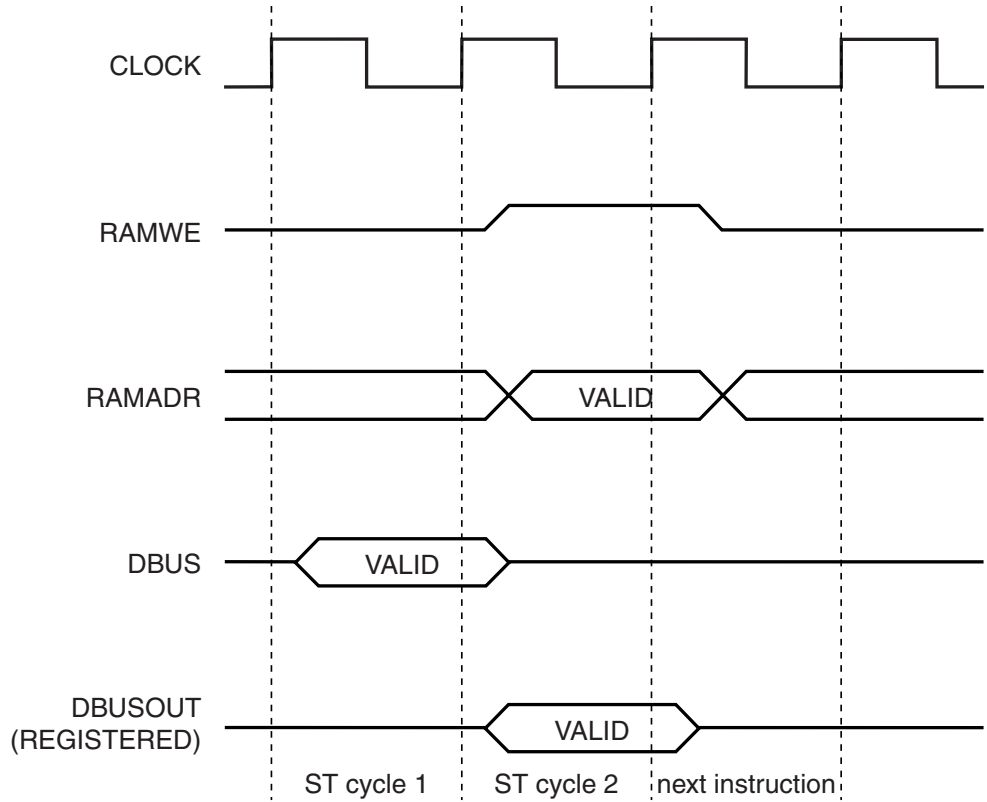 CLOCK
RAMWE
RAMADR
VALID
DBUS
VALID
DBUSOUT
(REGISTERED)
VALID
ST cycle 1
ST cycle 2
next instruction